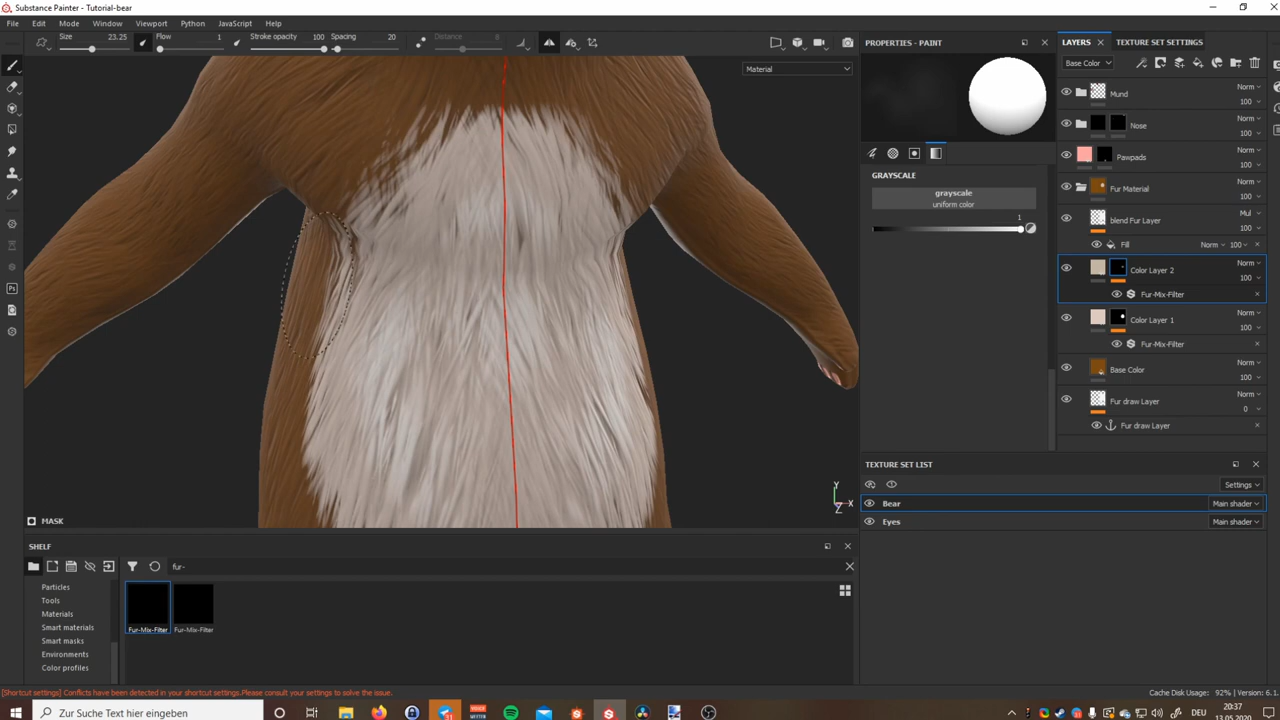 Substance Painter - Tutorial-bear
File Edit Mode Window Viewport Python JavaScript Help
Size 23.25 Flow 1 Stroke opacity 100 Spacing 20 Distance 8
Material
MASK
Y
X
Z
PROPERTIES - PAINT
GRAYSCALE
grayscale
uniform color
1
LAYERS TEXTURE SET SETTINGS
Base Color
Mund Norm 100
Nose Norm 100
Pawpads Norm 100
Fur Material Norm 100
blend Fur Layer Mul 100
Fill Norm 100
Color Layer 2 Norm 100
Fur-Mix-Filter
Color Layer 1 Norm 100
Fur-Mix-Filter
Base Color Norm 100
Fur draw Layer Norm 0
Fur draw Layer
TEXTURE SET LIST
Settings
Bear Main shader
Eyes Main shader
SHELF
fur-
Particles
Tools
Materials
Smart materials
Smart masks
Environments
Color profiles
Fur-Mix-Filter Fur-Mix-Filter
[Shortcut settings] Conflicts have been detected in your shortcut settings.Please consult your settings to solve the issue.
Cache Disk Usage: 92% | Version: 6.1.
Zur Suche Text hier eingeben
DEU
20:37
13.05.2020